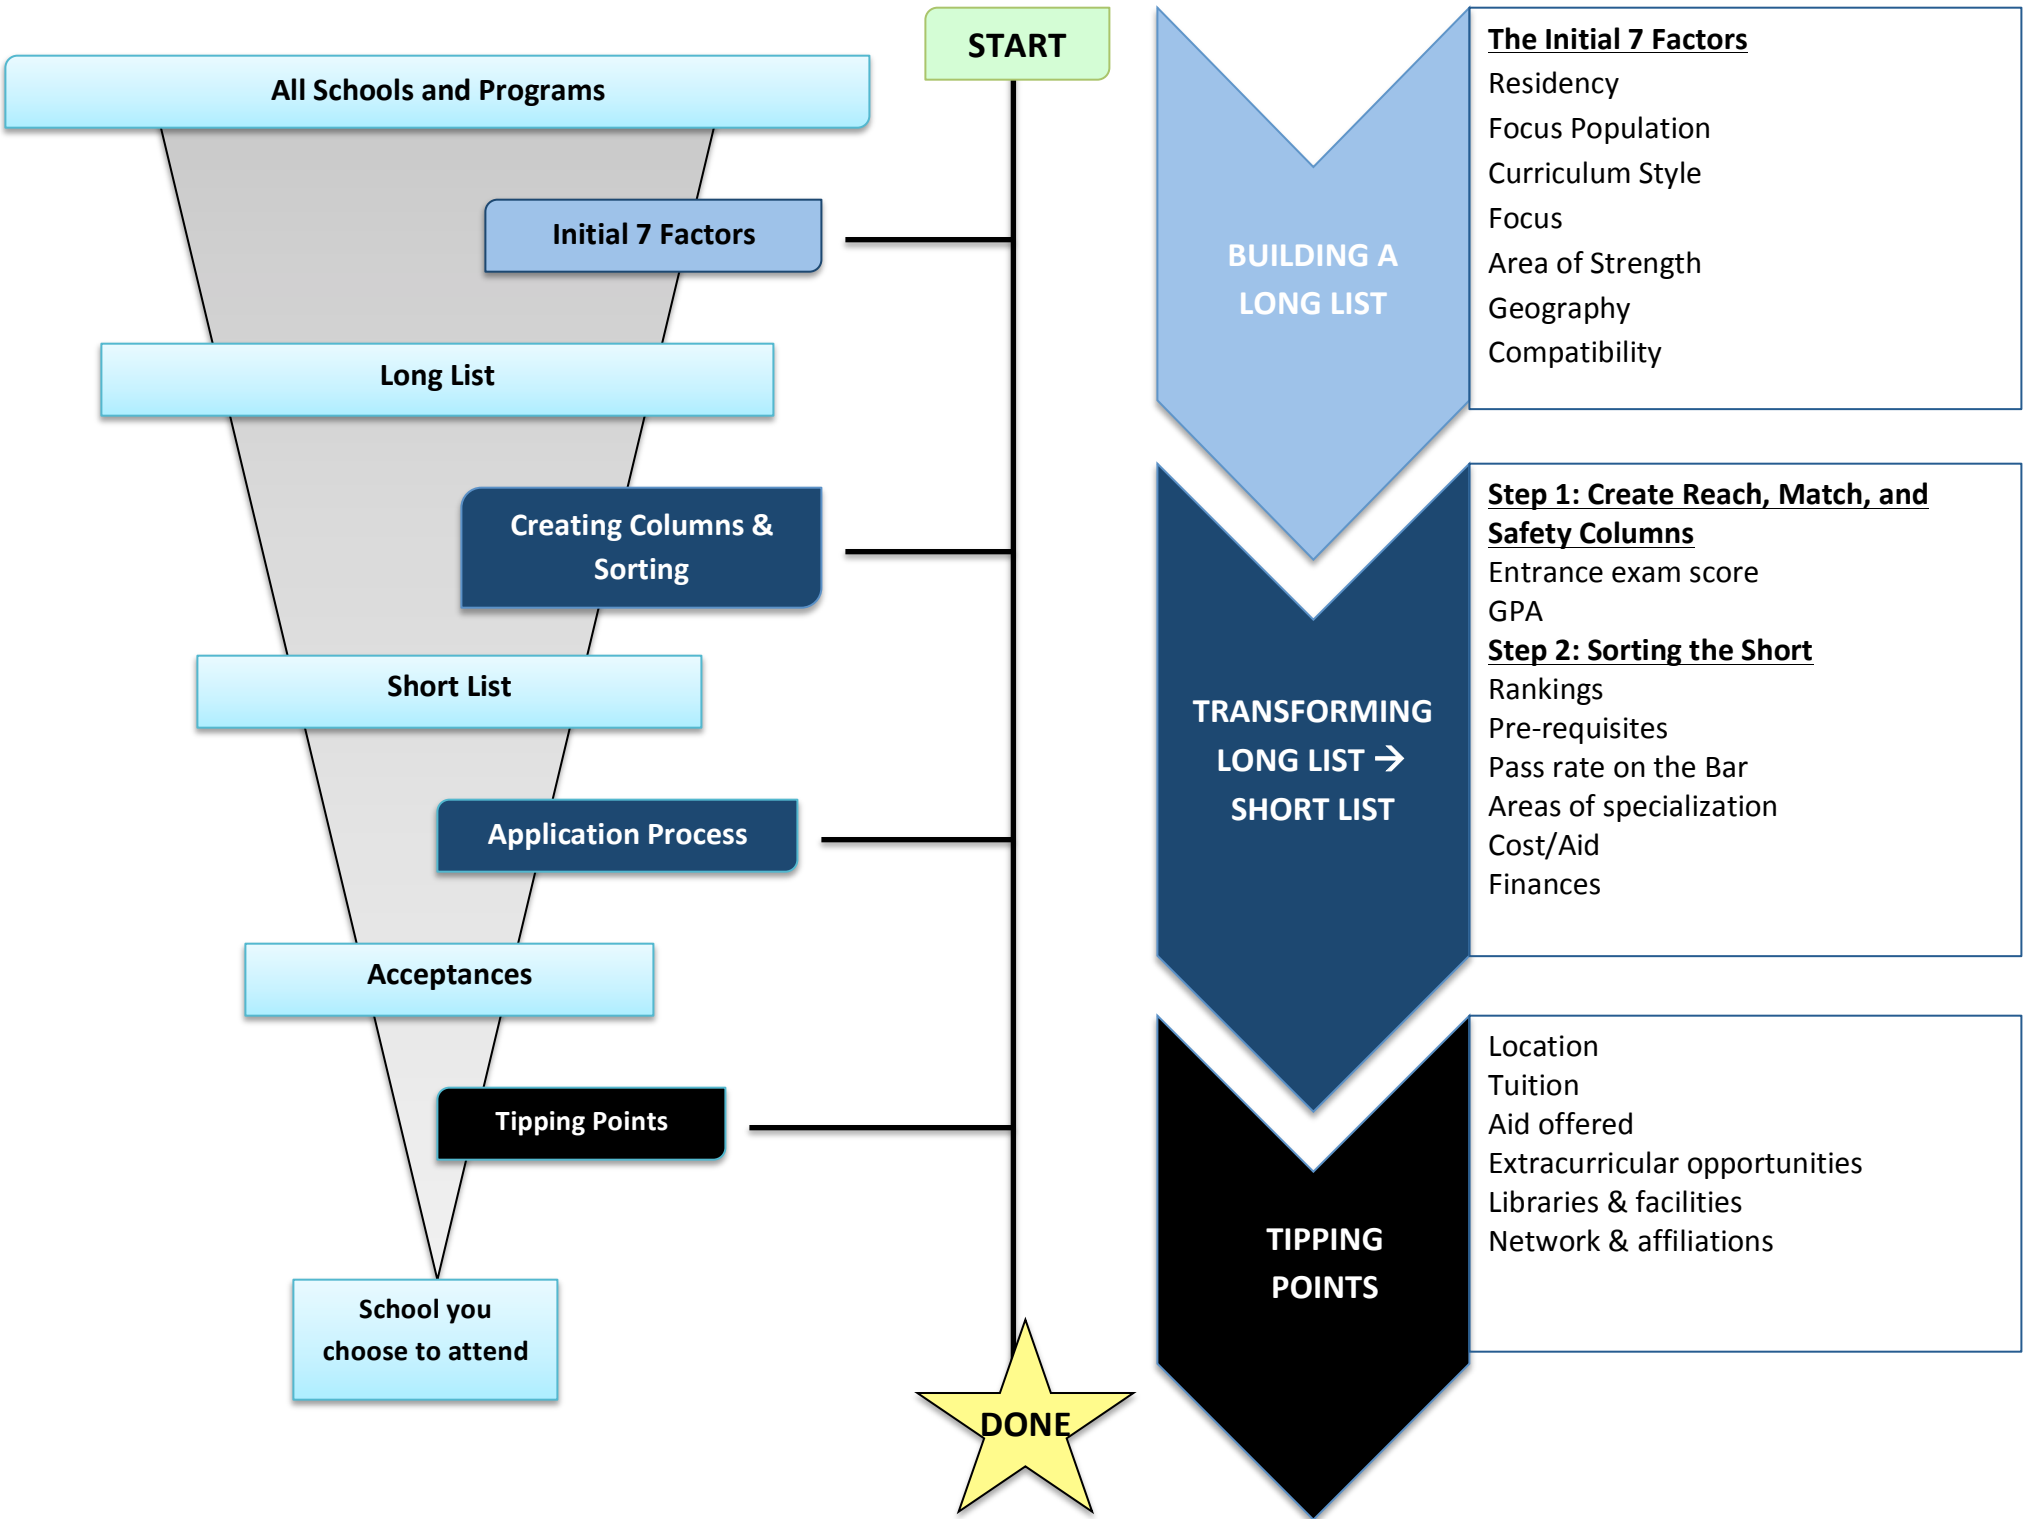 START
All Schools and Programs
Initial 7 Factors
Long List
Creating Columns &
Sorting
Short List
Application Process
Acceptances
Tipping Points
School you
choose to attend
DONE
BUILDING A
LONG LIST
The Initial 7 Factors
Residency
Focus Population
Curriculum Style
Focus
Area of Strength
Geography
Compatibility
TRANSFORMING
LONG LIST →
SHORT LIST
Step 1: Create Reach, Match, and
Safety Columns
Entrance exam score
GPA
Step 2: Sorting the Short
Rankings
Pre-requisites
Pass rate on the Bar
Areas of specialization
Cost/Aid
Finances
TIPPING
POINTS
Location
Tuition
Aid offered
Extracurricular opportunities
Libraries & facilities
Network & affiliations